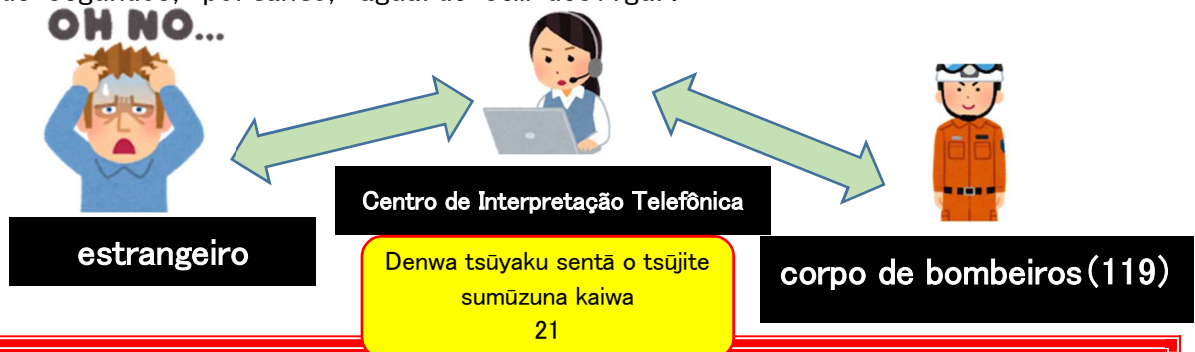 OH NO...
Centro de Interpretação Telefônica
estrangeiro
Denwa tsūyaku sentā o tsūjite
sumūzuna kaiwa
21
corpo de bombeiros(119)